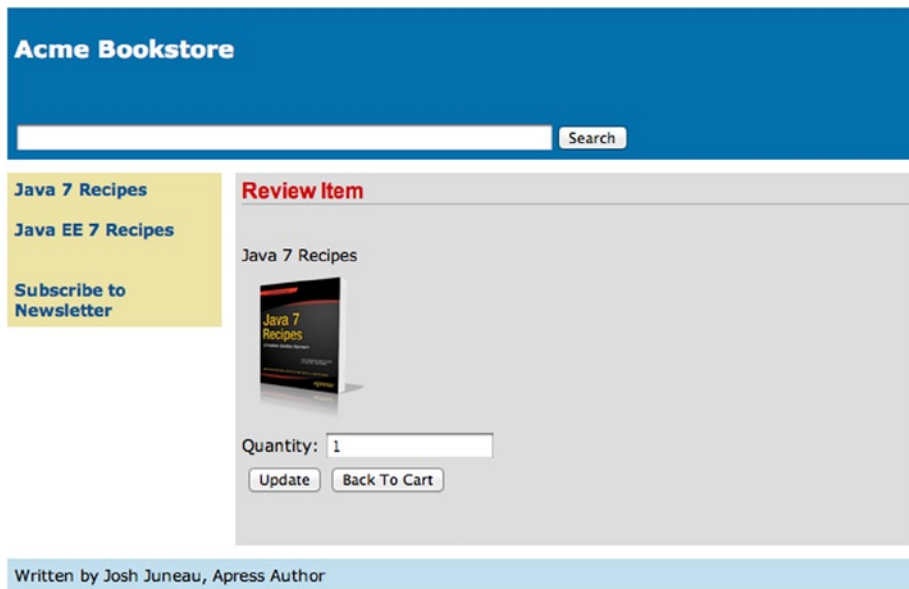 Acme Bookstore
Search
Java 7 Recipes
Java EE 7 Recipes
Subscribe to
Newsletter
Review Item
Java 7 Recipes
Java 7
Recipes
Apress
Quantity: 1
Update
Back To Cart
Written by Josh Juneau, Apress Author